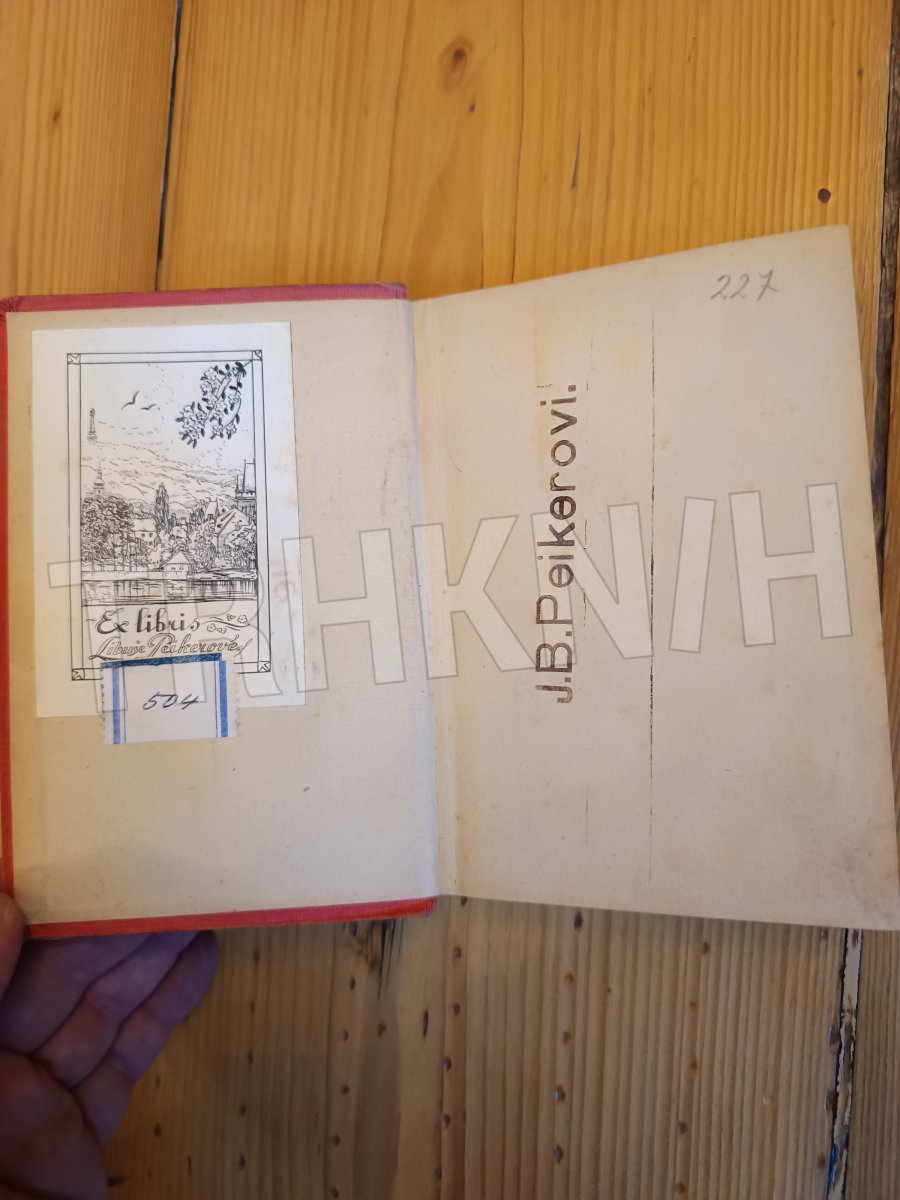 Ex libris
Libuše Peikerové
504
227
J.B.Peikerovi.
TRHKNIH